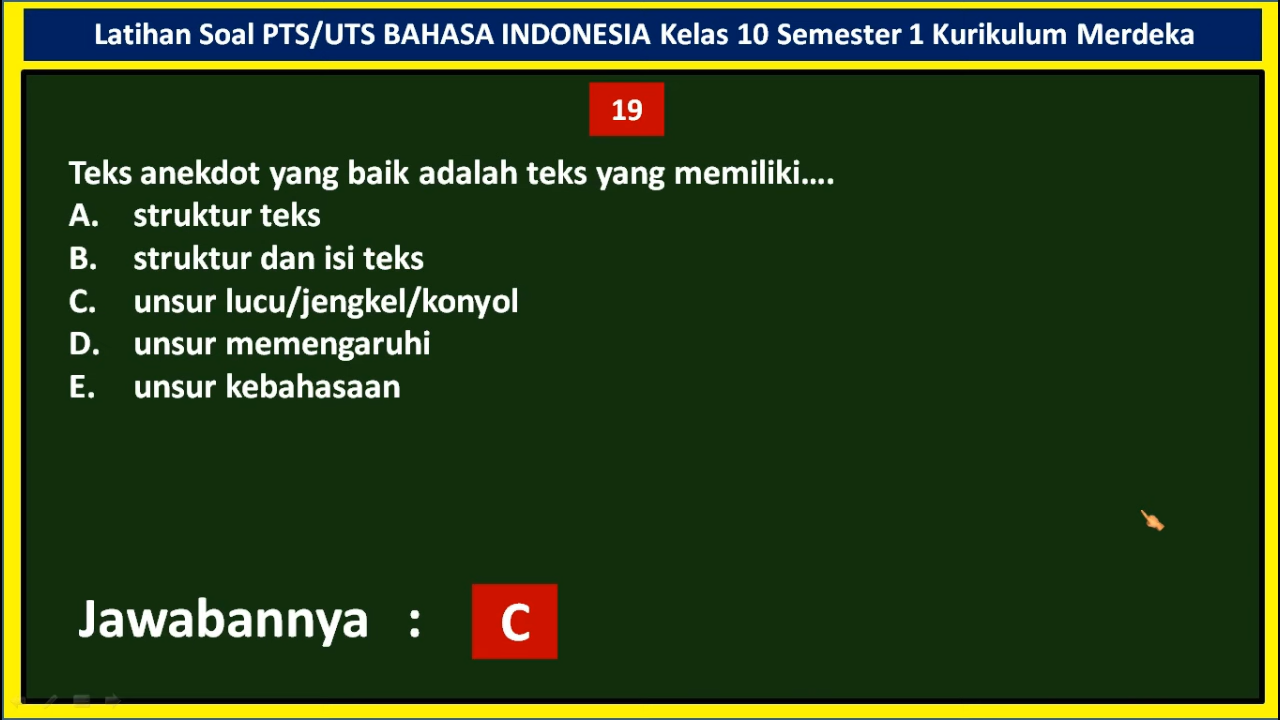 Latihan Soal PTS/UTS BAHASA INDONESIA Kelas 10 Semester 1 Kurikulum Merdeka
19
Teks anekdot yang baik adalah teks yang memiliki....
A. struktur teks
B. struktur dan isi teks
C. unsur lucu/jengkel/konyol
D. unsur memengaruhi
E. unsur kebahasaan
Jawabannya : C